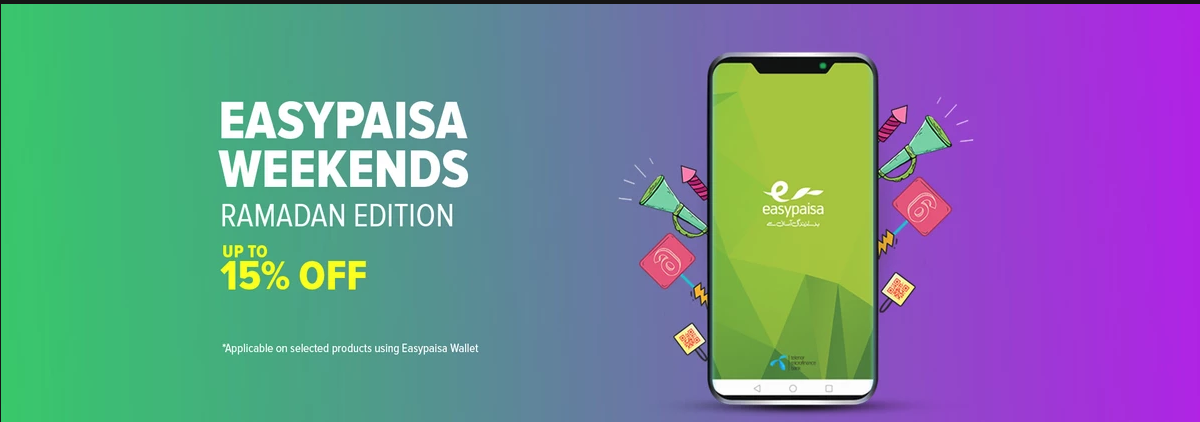 EASYPAISA
WEEKENDS
RAMADAN EDITION
UP TO
15% OFF
*Applicable on selected products using Easypaisa Wallet
easypaisa